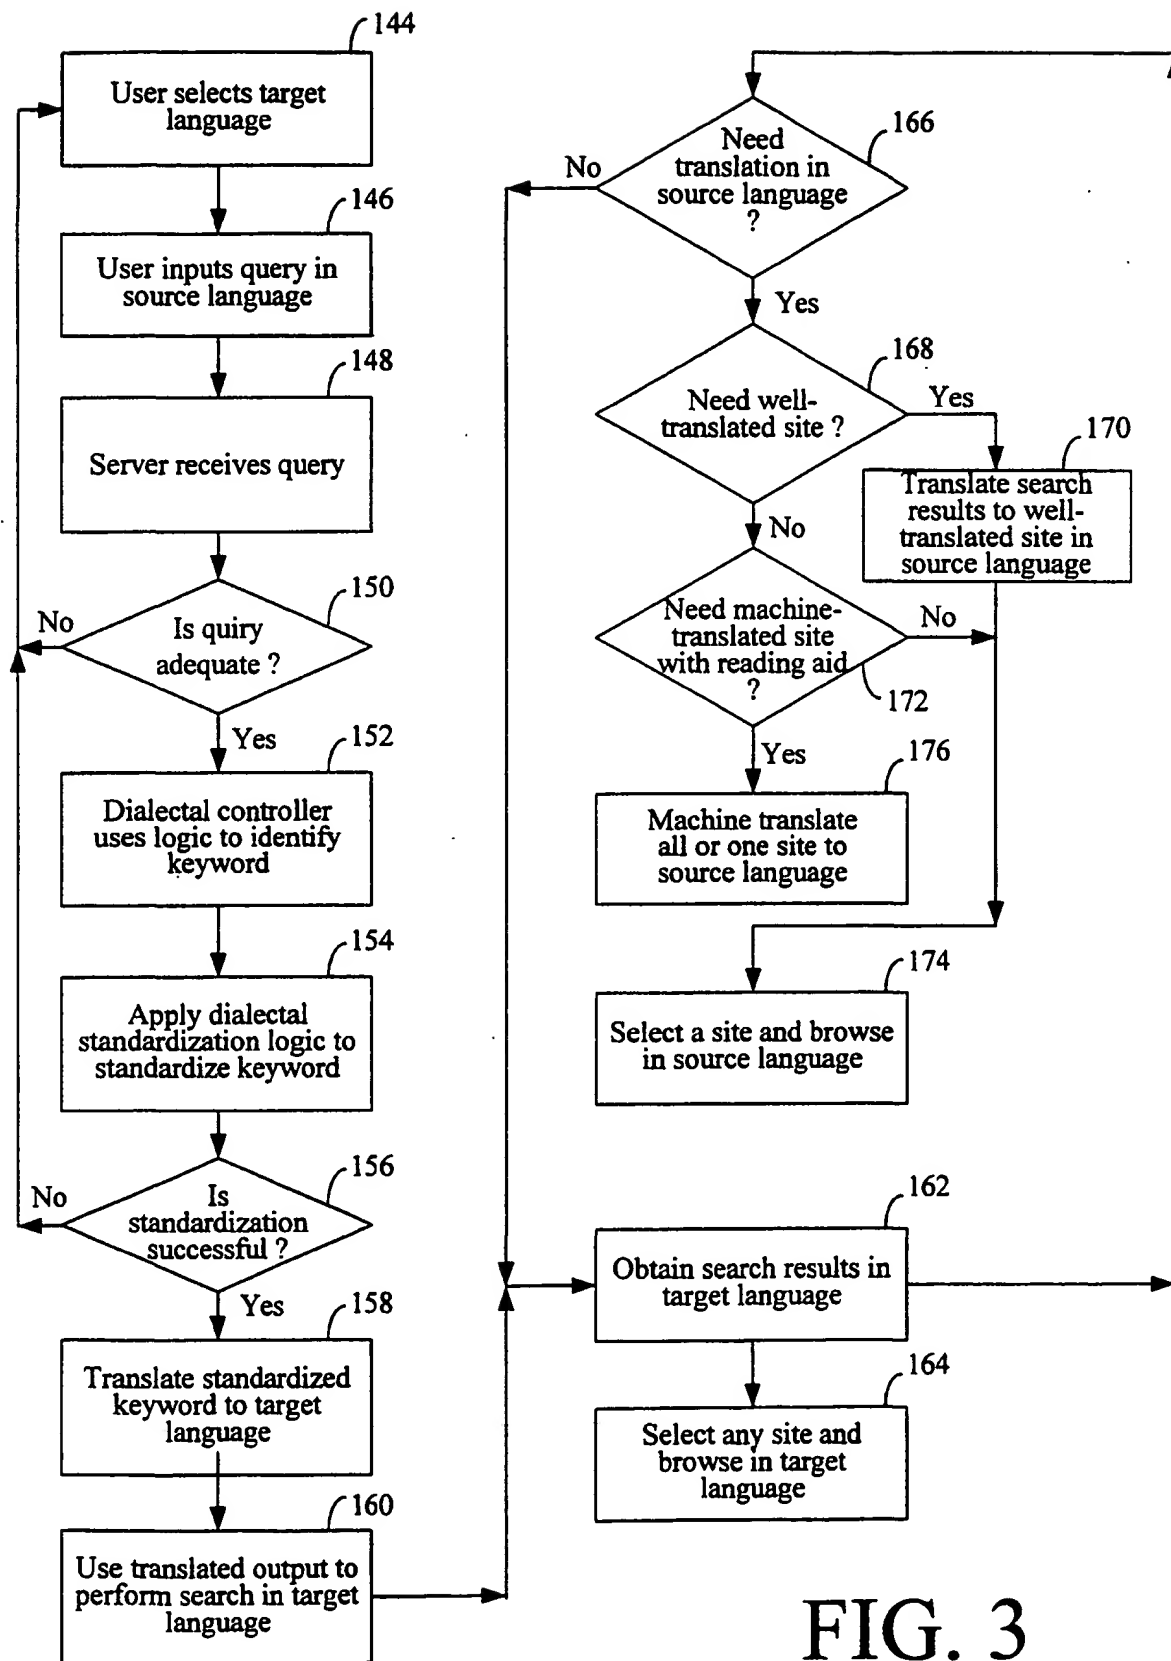 144
User selects target
language
146
User inputs query in
source language
148
Server receives query
150
Is quiry
adequate ?
No
Yes
152
Dialectal controller
uses logic to identify
keyword
154
Apply dialectal
standardization logic to
standardize keyword
156
Is
standardization
successful ?
No
Yes
158
Translate standardized
keyword to target
language
160
Use translated output to
perform search in target
language
166
Need
translation in
source language
?
No
Yes
168
Need well-
translated site ?
Yes
No
170
Translate search
results to well-
translated site in
source language
Need machine-
translated site
with reading aid
?
No
172
Yes
176
Machine translate
all or one site to
source language
174
Select a site and browse
in source language
162
Obtain search results in
target language
164
Select any site and
browse in target
language
FIG. 3